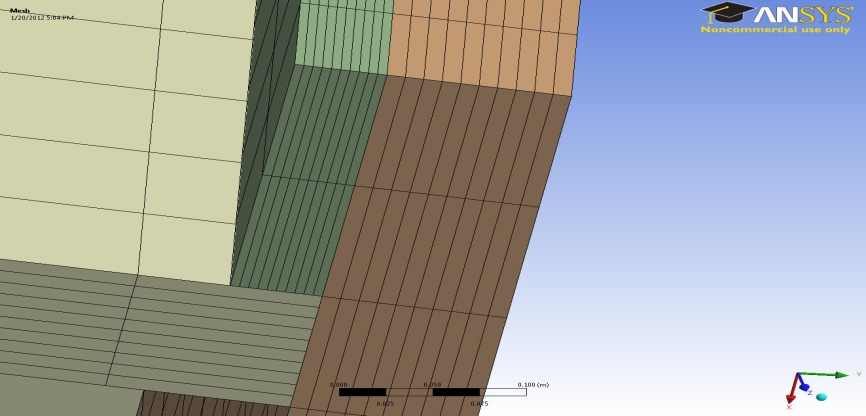 Mesh
1/20/2012 5:04 PM
ANSYS
Noncommercial use only
0.000
0.050
0.100 (m)
0.025
0.075
Y
Z
X